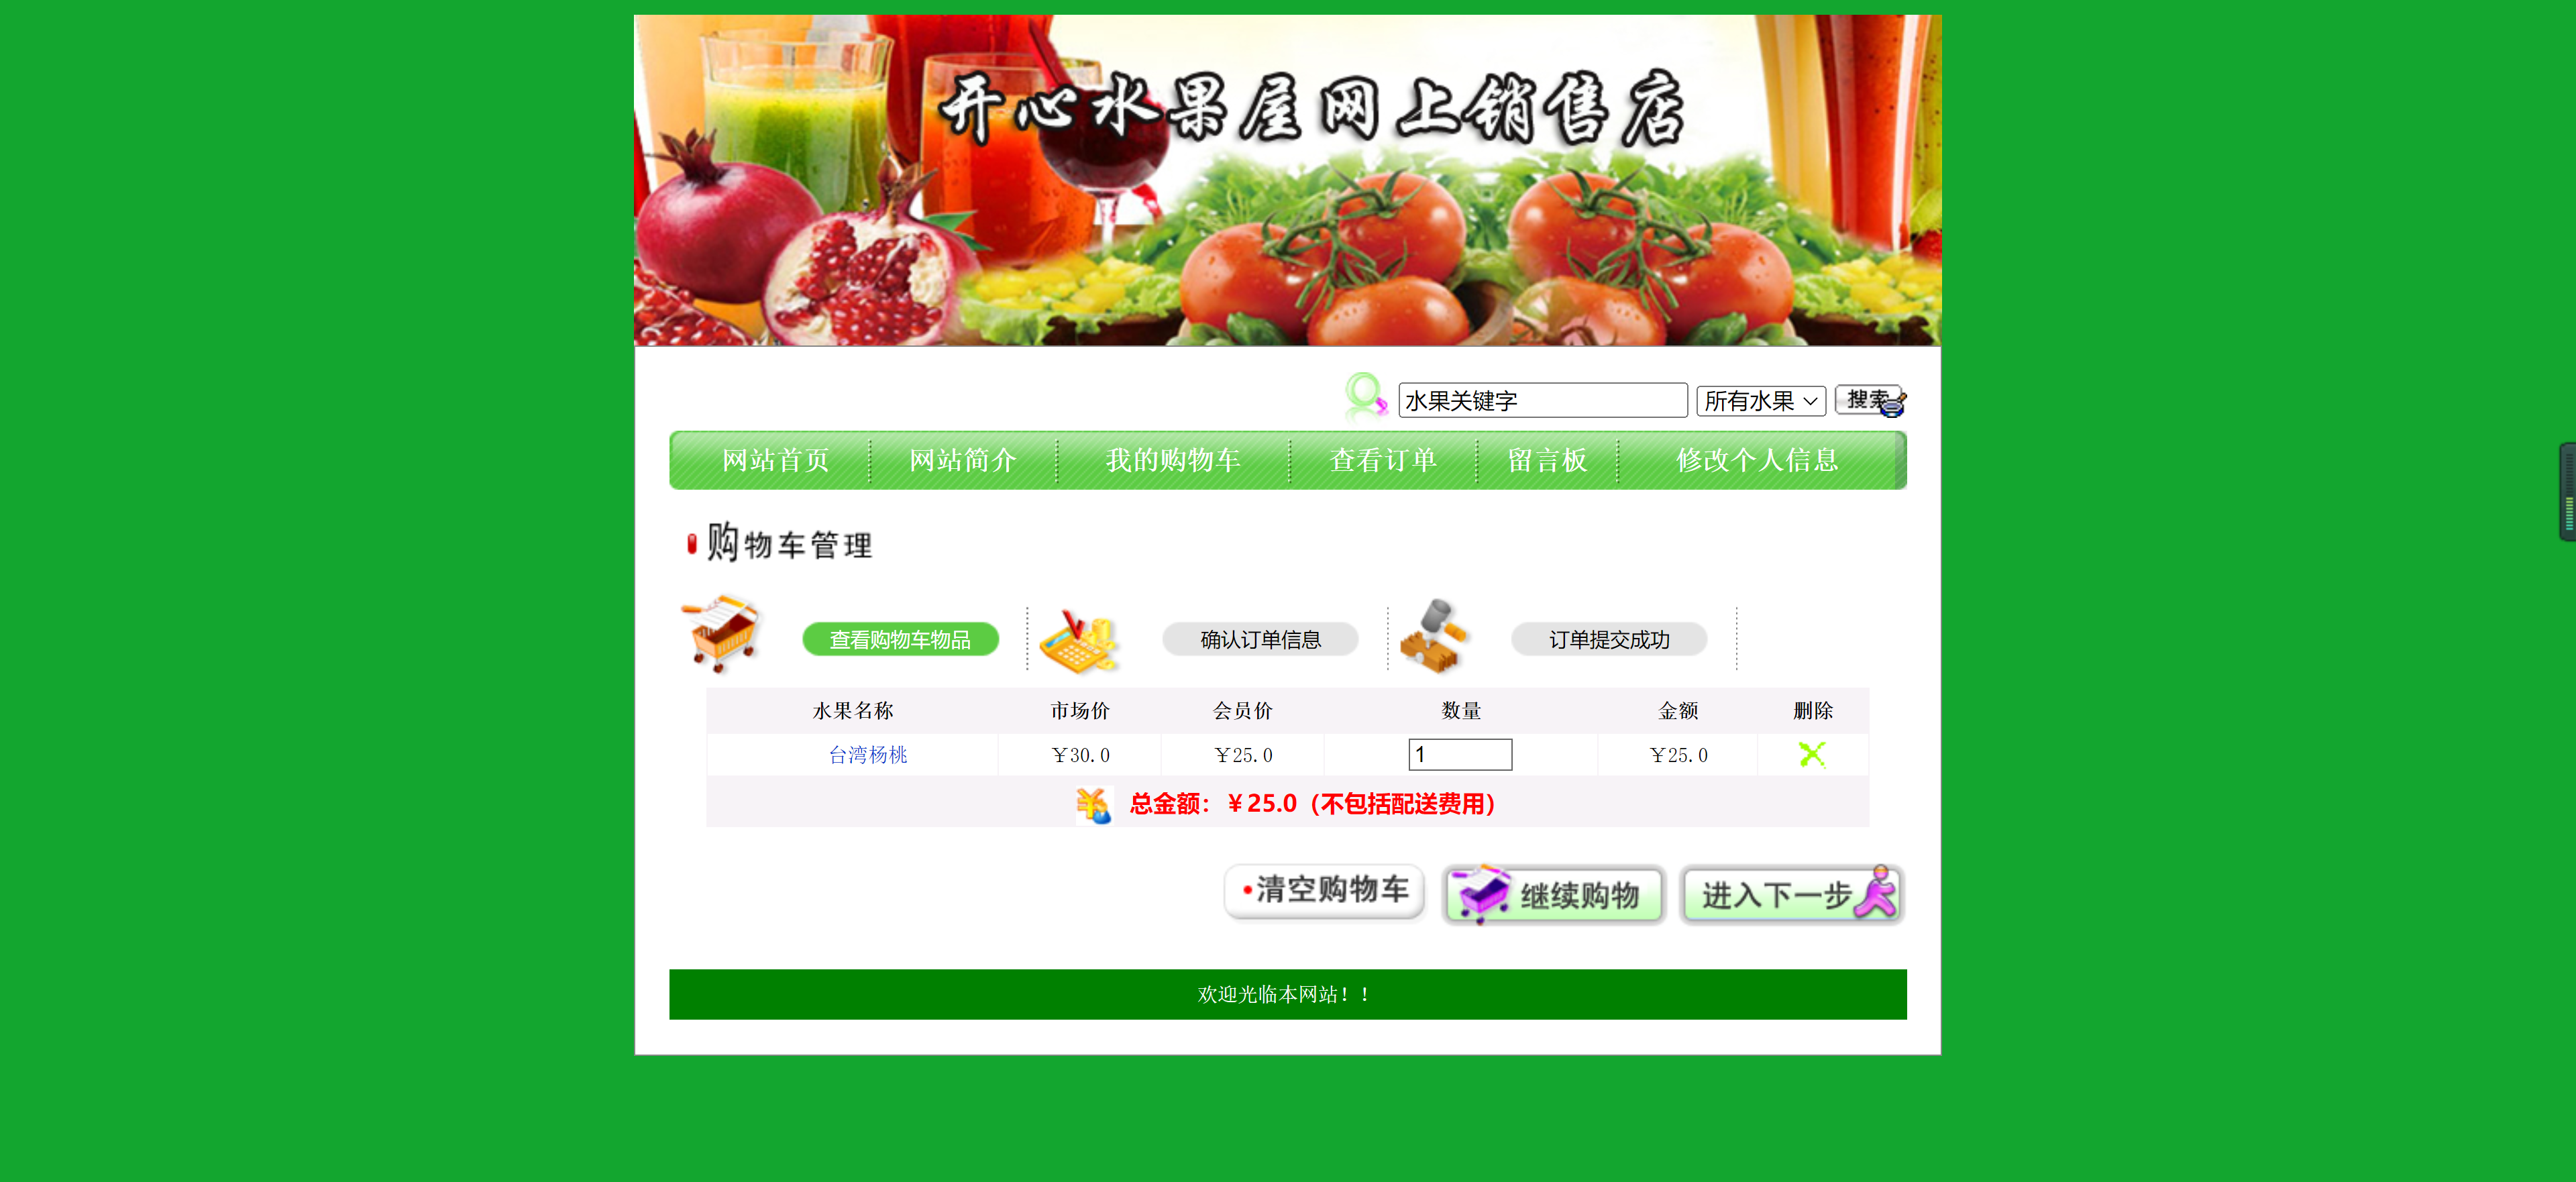 开心水果屋网上销售店
水果关键字 所有水果 搜索
网站首页 网站简介 我的购物车 查看订单 留言板 修改个人信息
购物车管理
查看购物车物品 确认订单信息 订单提交成功
水果名称 市场价 会员价 数量 金额 删除
台湾杨桃 ￥30.0 ￥25.0 1 ￥25.0
总金额：￥25.0（不包括配送费用）
清空购物车 继续购物 进入下一步
欢迎光临本网站！！